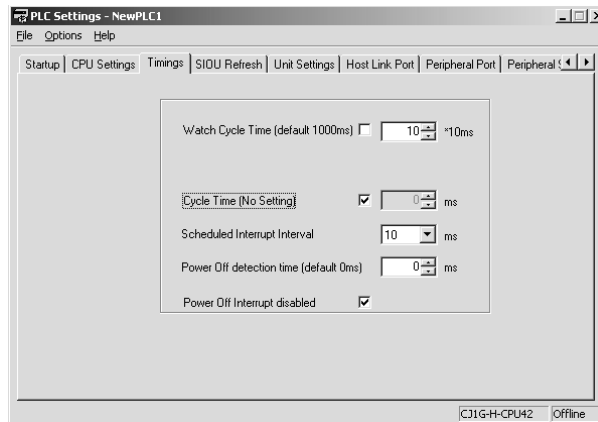 PLC Settings - NewPLC1
File Options Help
Startup CPU Settings Timings SIOU Refresh Unit Settings Host Link Port Peripheral Port Peripheral
Watch Cycle Time (default 1000ms) 10 *10ms
Cycle Time (No Setting) 0 ms
Scheduled Interrupt Interval 10 ms
Power Off detection time (default 0ms) 0 ms
Power Off Interrupt disabled
CJ1G-H-CPU42 Offline